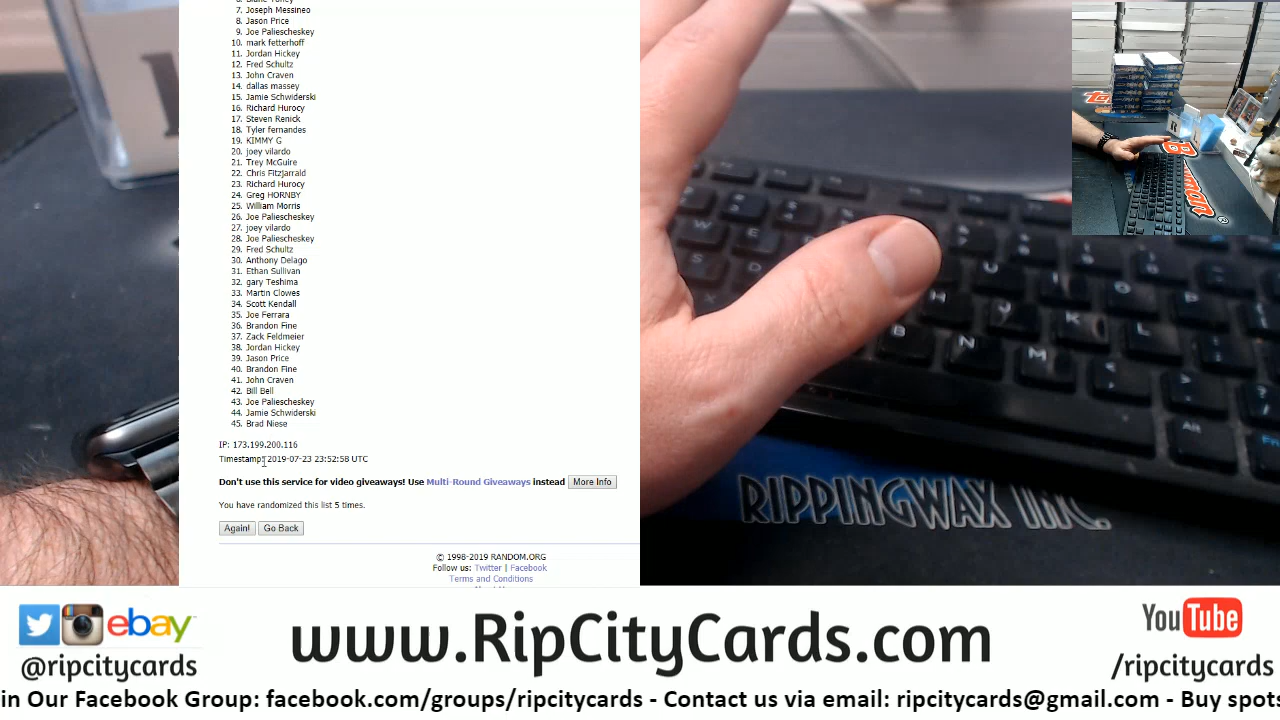 7. Joseph Messineo
8. Jason Price
9. Joe Paliescheskey
10. mark fetterhoff
11. Jordan Hickey
12. Fred Schultz
13. John Craven
14. dallas massey
15. Jamie Schwiderski
16. Richard Hurocy
17. Steven Renick
18. Tyler fernandes
19. KIMMY G
20. joey vilardo
21. Trey McGuire
22. Chris Fitzjarrald
23. Richard Hurocy
24. Greg HORNBY
25. William Morris
26. Joe Paliescheskey
27. joey vilardo
28. Joe Paliescheskey
29. Fred Schultz
30. Anthony Delago
31. Ethan Sullivan
32. gary Teshima
33. Martin Clowes
34. Scott Kendall
35. Joe Ferrara
36. Brandon Fine
37. Zack Feldmeier
38. Jordan Hickey
39. Jason Price
40. Brandon Fine
41. John Craven
42. Bill Bell
43. Joe Paliescheskey
44. Jamie Schwiderski
45. Brad Niese
IP: 173.199.200.116
Timestamp: 2019-07-23 23:52:58 UTC
Don't use this service for video giveaways! Use Multi-Round Giveaways instead More Info
You have randomized this list 5 times.
Again! Go Back
© 1998-2019 RANDOM.ORG
Follow us: Twitter | Facebook
Terms and Conditions
W E
S D
U I O P
H J K L
B N M
RIPPINGWAX INC.
ebay
@ripcitycards
www.RipCityCards.com
YouTube
/ripcitycards
in Our Facebook Group: facebook.com/groups/ripcitycards - Contact us via email: ripcitycards@gmail.com - Buy spots